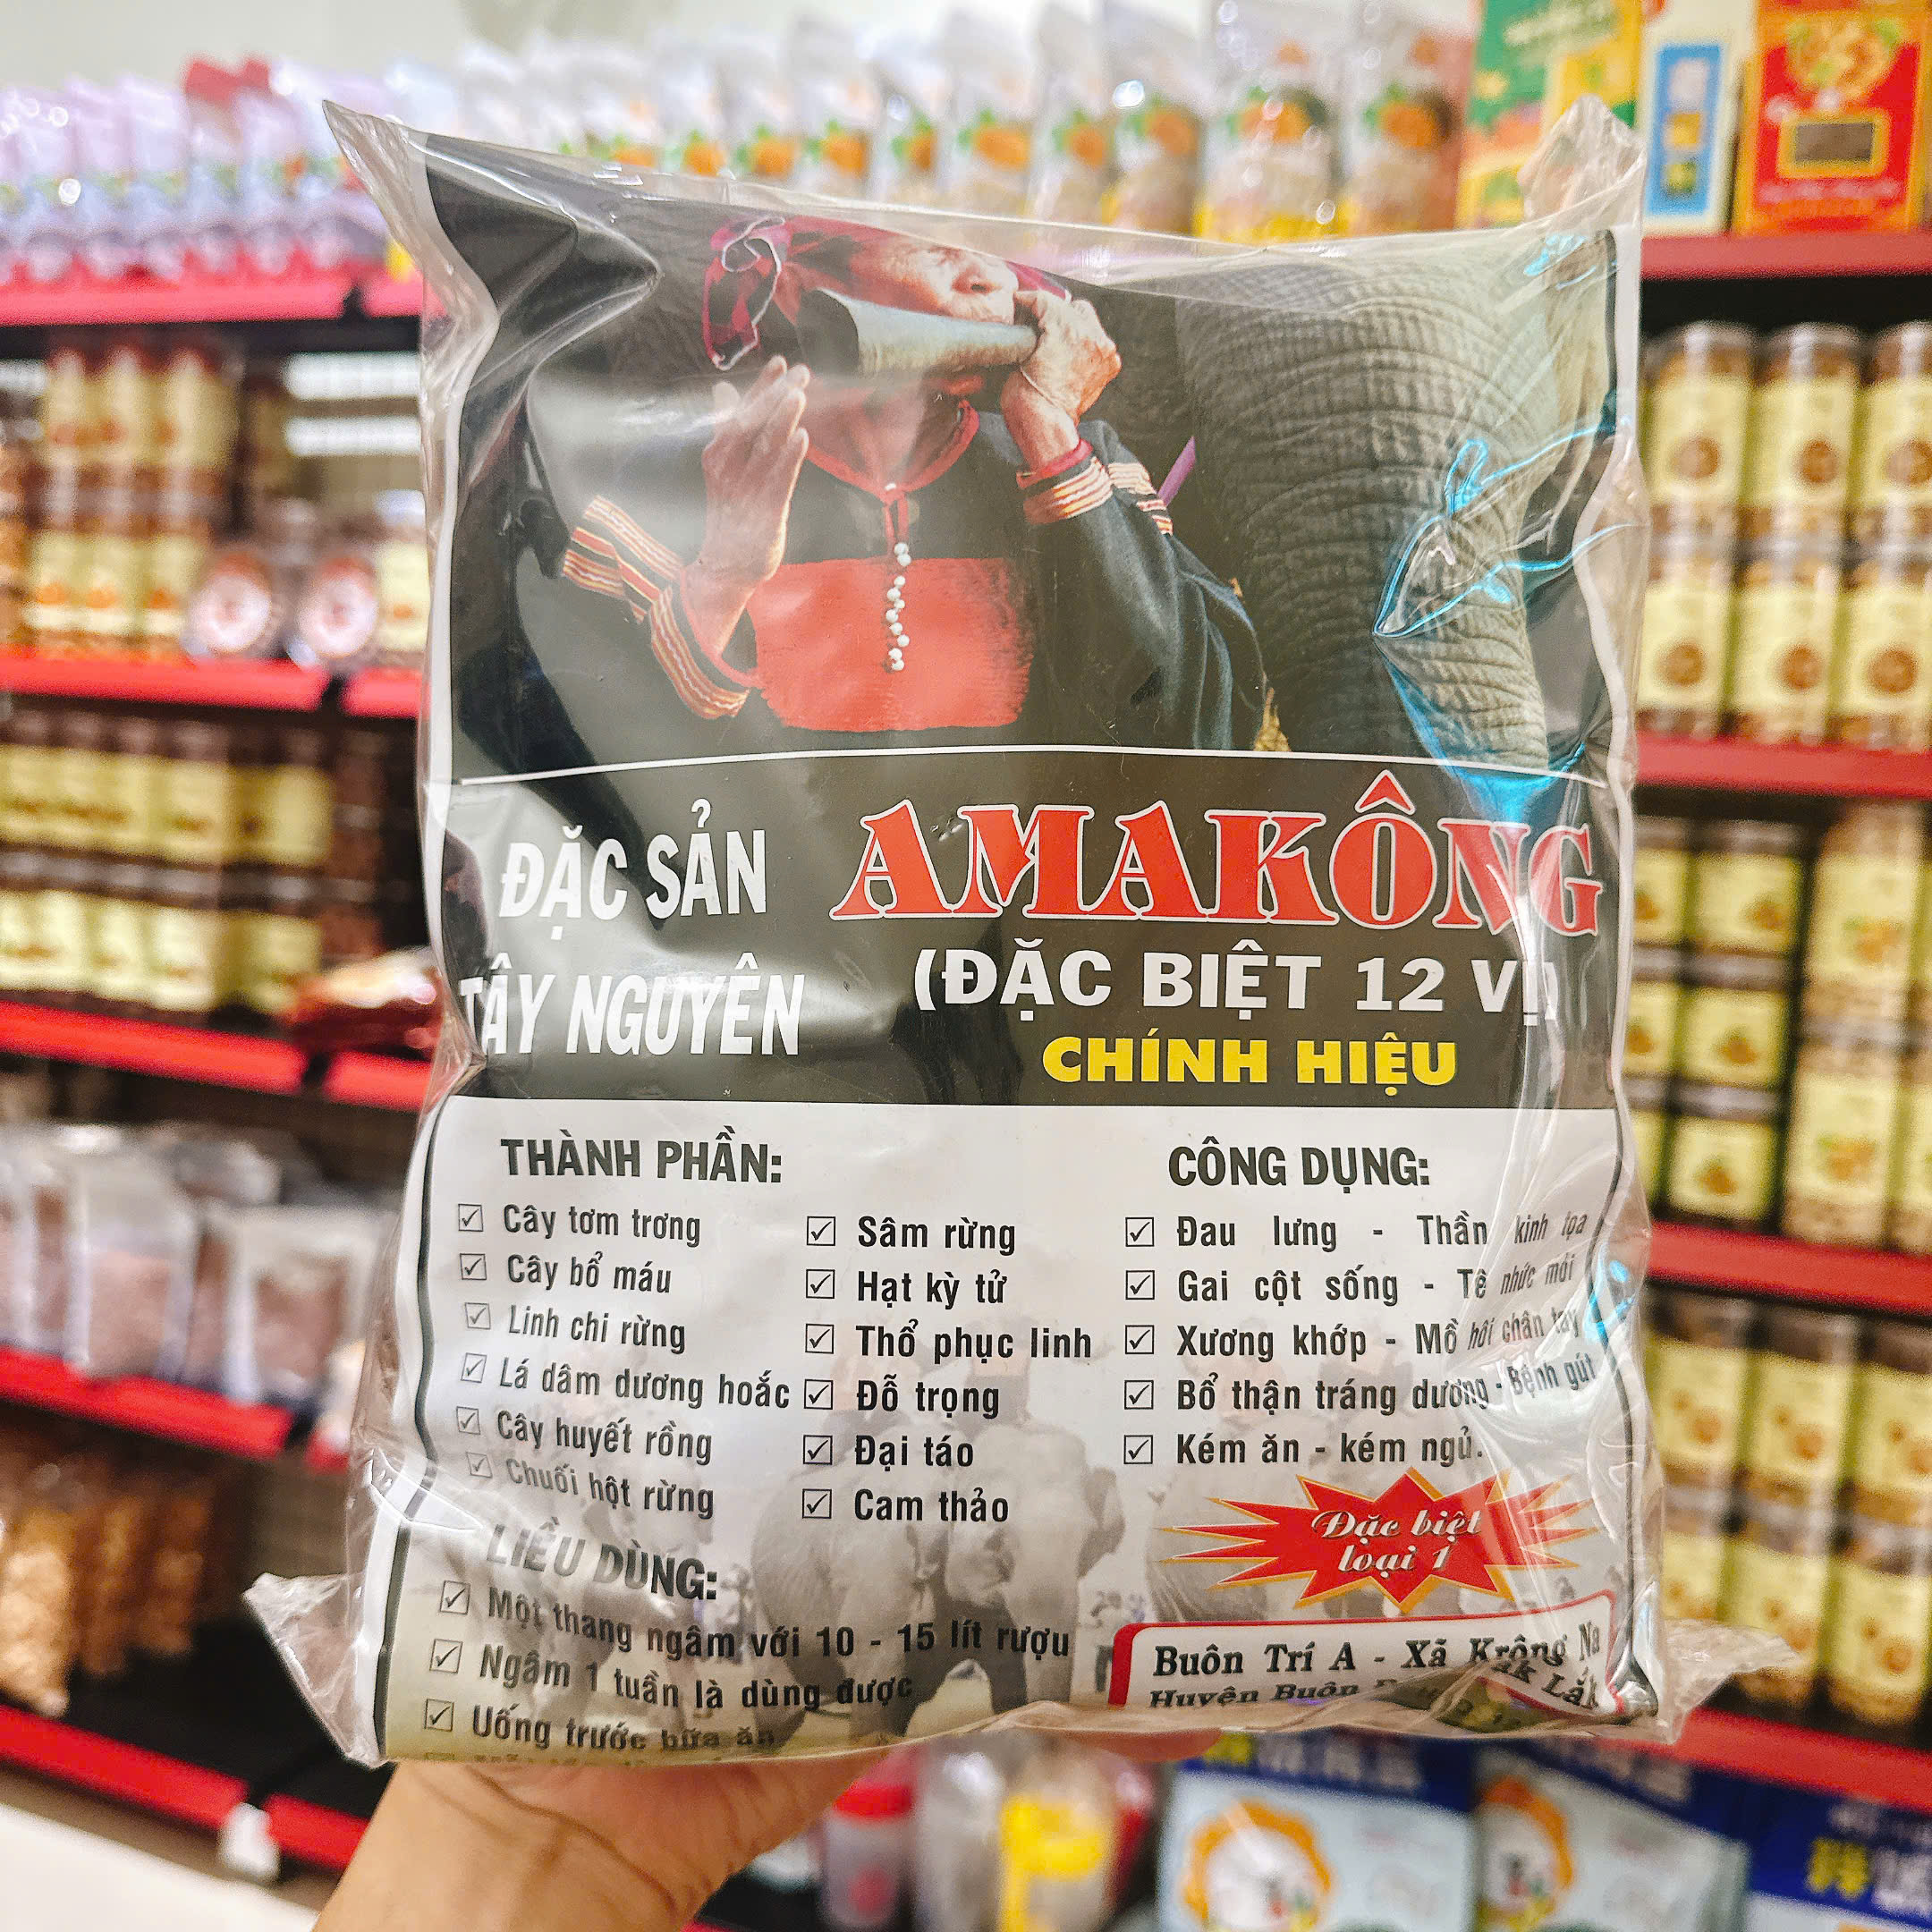 ĐẶC SẢN
TÂY NGUYÊN
AMAKÔNG
(ĐẶC BIỆT 12 VỊ)
CHÍNH HIỆU
THÀNH PHẦN:
Cây tơm trơng
Cây bổ máu
Linh chi rừng
Lá dâm dương hoắc
Cây huyết rồng
Chuối hột rừng
Sâm rừng
Hạt kỳ tử
Thổ phục linh
Đỗ trọng
Đại táo
Cam thảo
CÔNG DỤNG:
Đau lưng - Thần kinh tọa
Gai cột sống - Tê nhức mỏi
Xương khớp - Mồ hôi chân tay
Bổ thận tráng dương - Bệnh gút
Kém ăn - kém ngủ.
Đặc biệt
loại 1
LIỀU DÙNG:
Một thang ngâm với 10 - 15 lít rượu
Ngâm 1 tuần là dùng được
Uống trước bữa ăn
Buôn Trí A - Xã Krông Na
Huyện Buôn